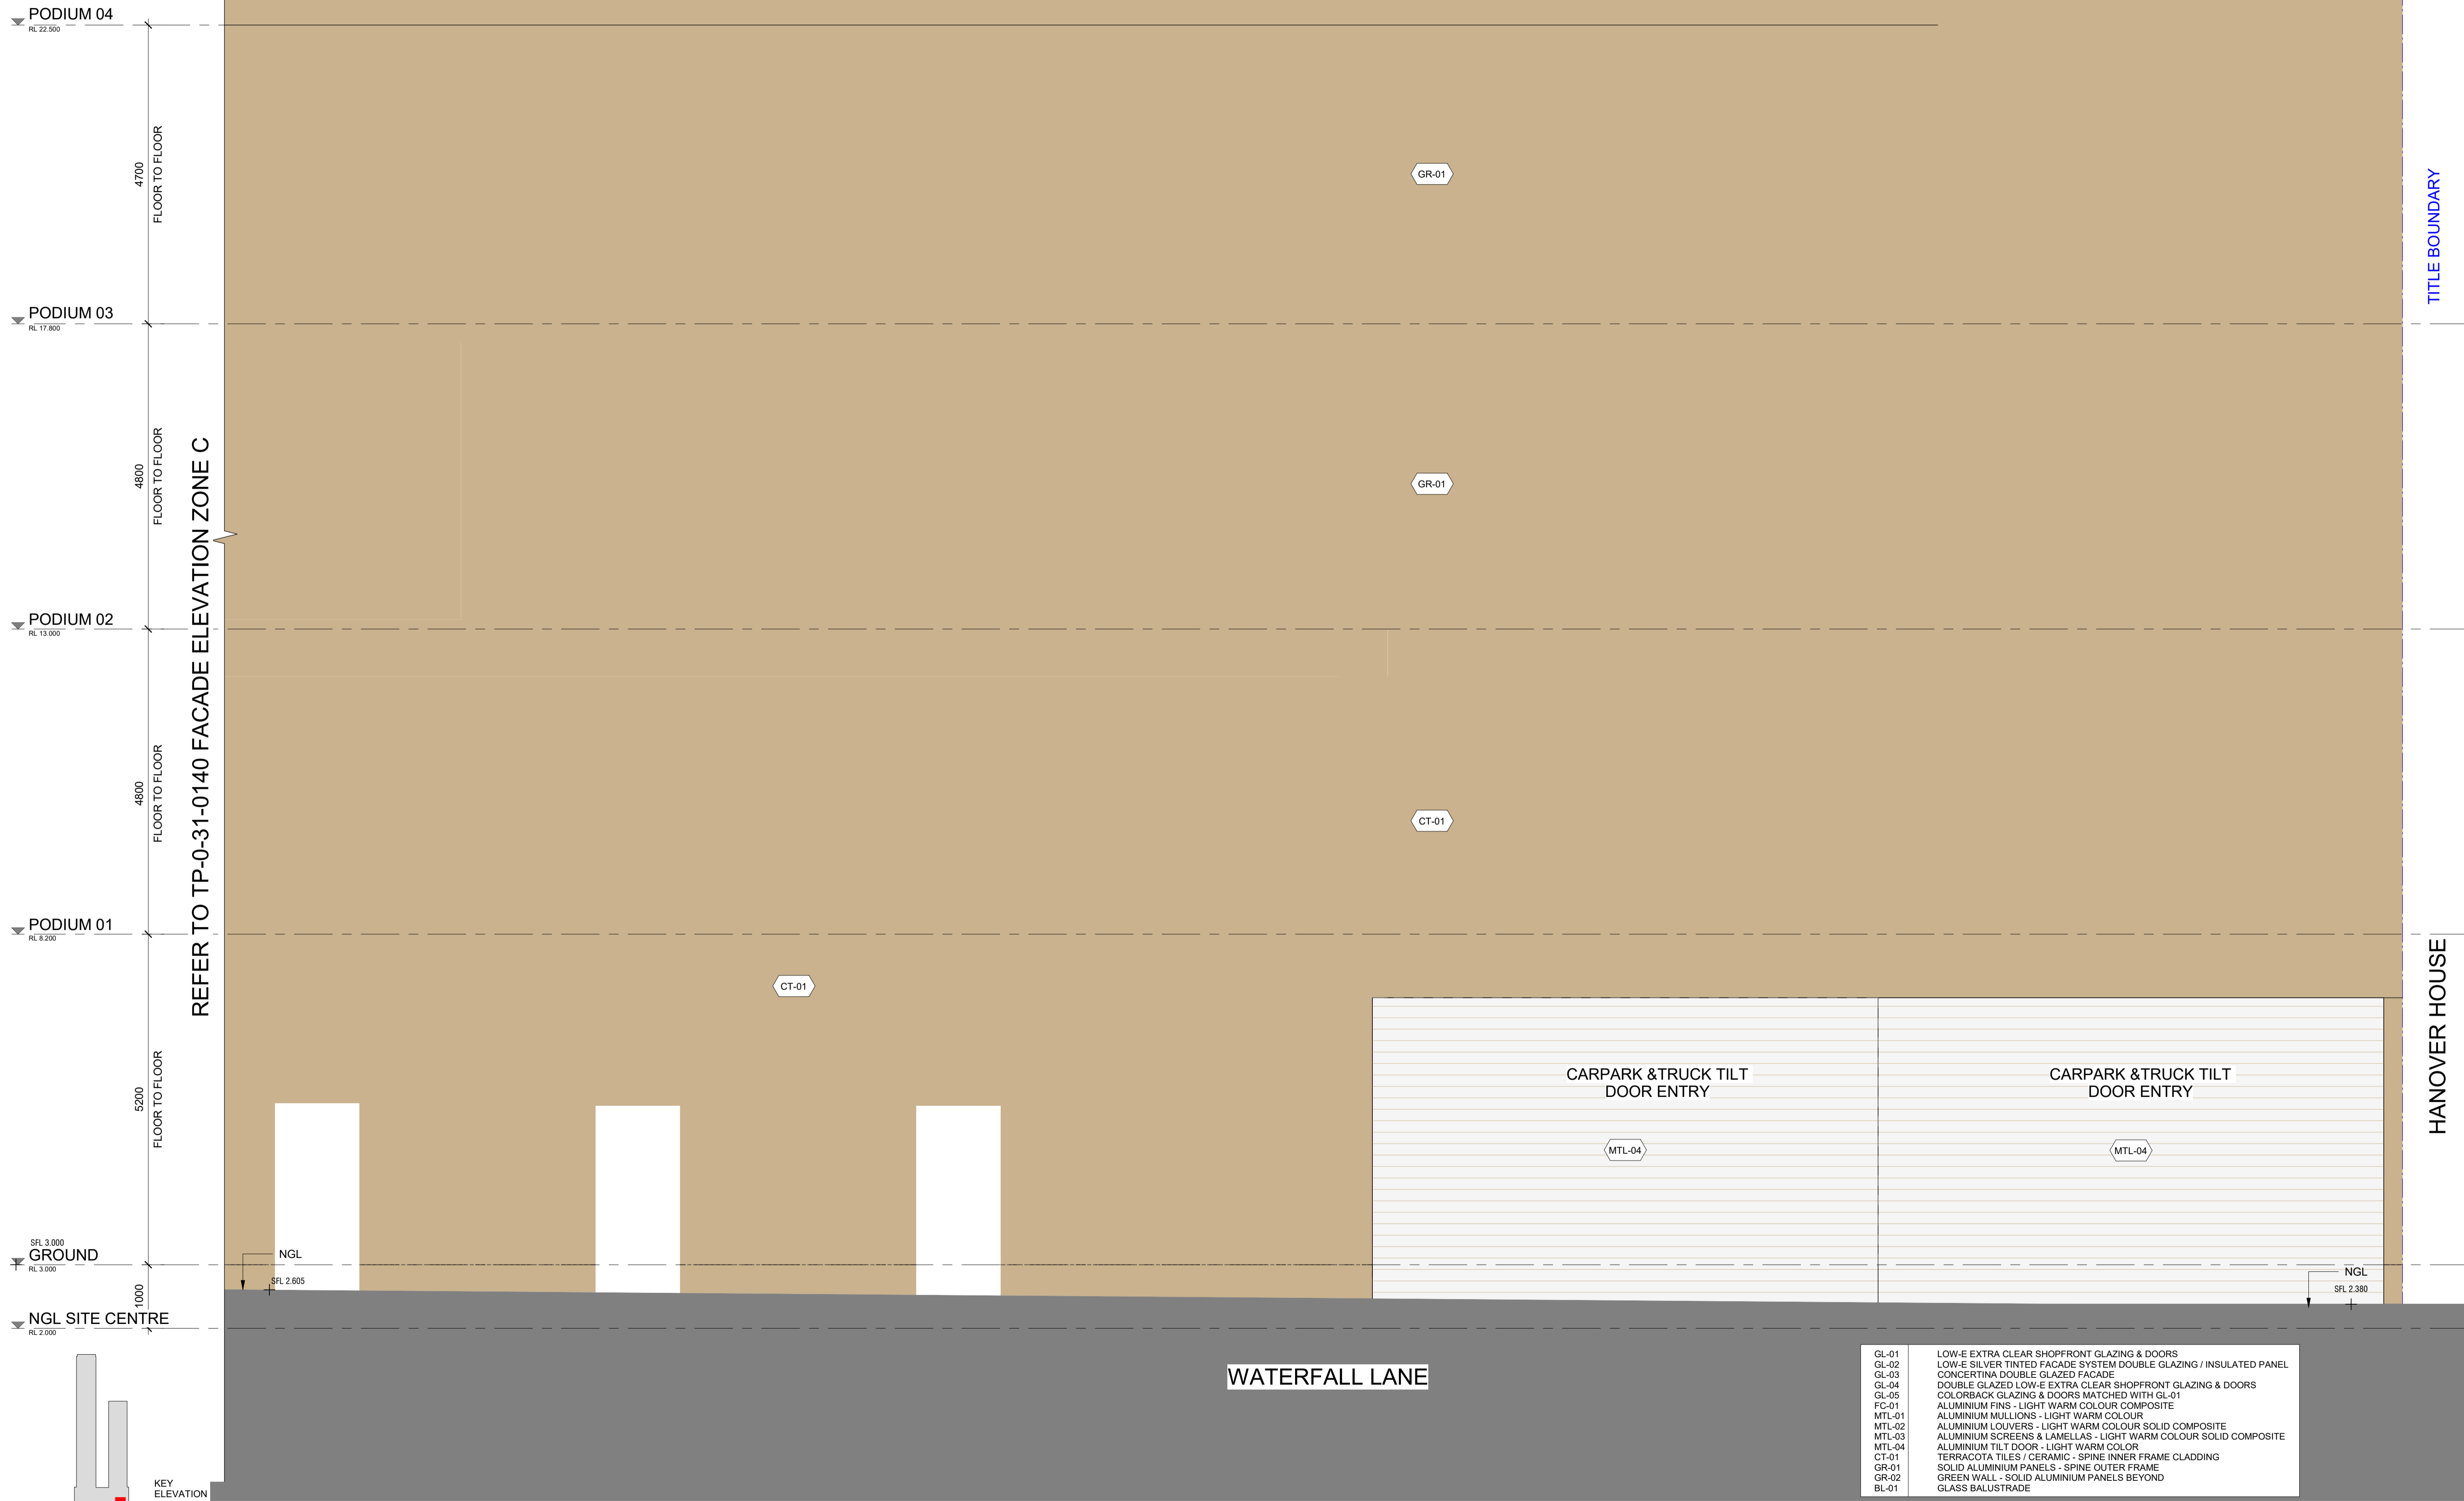 PODIUM 04
RL 22.500
4700
FLOOR TO FLOOR
GR-01
TITLE BOUNDARY
PODIUM 03
RL 17.800
4800
FLOOR TO FLOOR
GR-01
REFER TO TP-0-31-0140 FACADE ELEVATION ZONE C
PODIUM 02
RL 13.000
4800
FLOOR TO FLOOR
CT-01
PODIUM 01
RL 8.200
CT-01
HANOVER HOUSE
5200
FLOOR TO FLOOR
CARPARK &TRUCK TILT
DOOR ENTRY
CARPARK &TRUCK TILT
DOOR ENTRY
MTL-04
MTL-04
SFL 3.000
GROUND
RL 3.000
NGL
SFL 2.605
NGL
SFL 2.380
1000
NGL SITE CENTRE
RL 2.000
WATERFALL LANE
GL-01 LOW-E EXTRA CLEAR SHOPFRONT GLAZING & DOORS
GL-02 LOW-E SILVER TINTED FACADE SYSTEM DOUBLE GLAZING / INSULATED PANEL
GL-03 CONCERTINA DOUBLE GLAZED FACADE
GL-04 DOUBLE GLAZED LOW-E EXTRA CLEAR SHOPFRONT GLAZING & DOORS
GL-05 COLORBACK GLAZING & DOORS MATCHED WITH GL-01
FC-01 ALUMINIUM FINS - LIGHT WARM COLOUR COMPOSITE
MTL-01 ALUMINIUM MULLIONS - LIGHT WARM COLOUR
MTL-02 ALUMINIUM LOUVERS - LIGHT WARM COLOUR SOLID COMPOSITE
MTL-03 ALUMINIUM SCREENS & LAMELLAS - LIGHT WARM COLOUR SOLID COMPOSITE
MTL-04 ALUMINIUM TILT DOOR - LIGHT WARM COLOR
CT-01 TERRACOTA TILES / CERAMIC - SPINE INNER FRAME CLADDING
GR-01 SOLID ALUMINIUM PANELS - SPINE OUTER FRAME
GR-02 GREEN WALL - SOLID ALUMINIUM PANELS BEYOND
BL-01 GLASS BALUSTRADE
KEY
ELEVATION